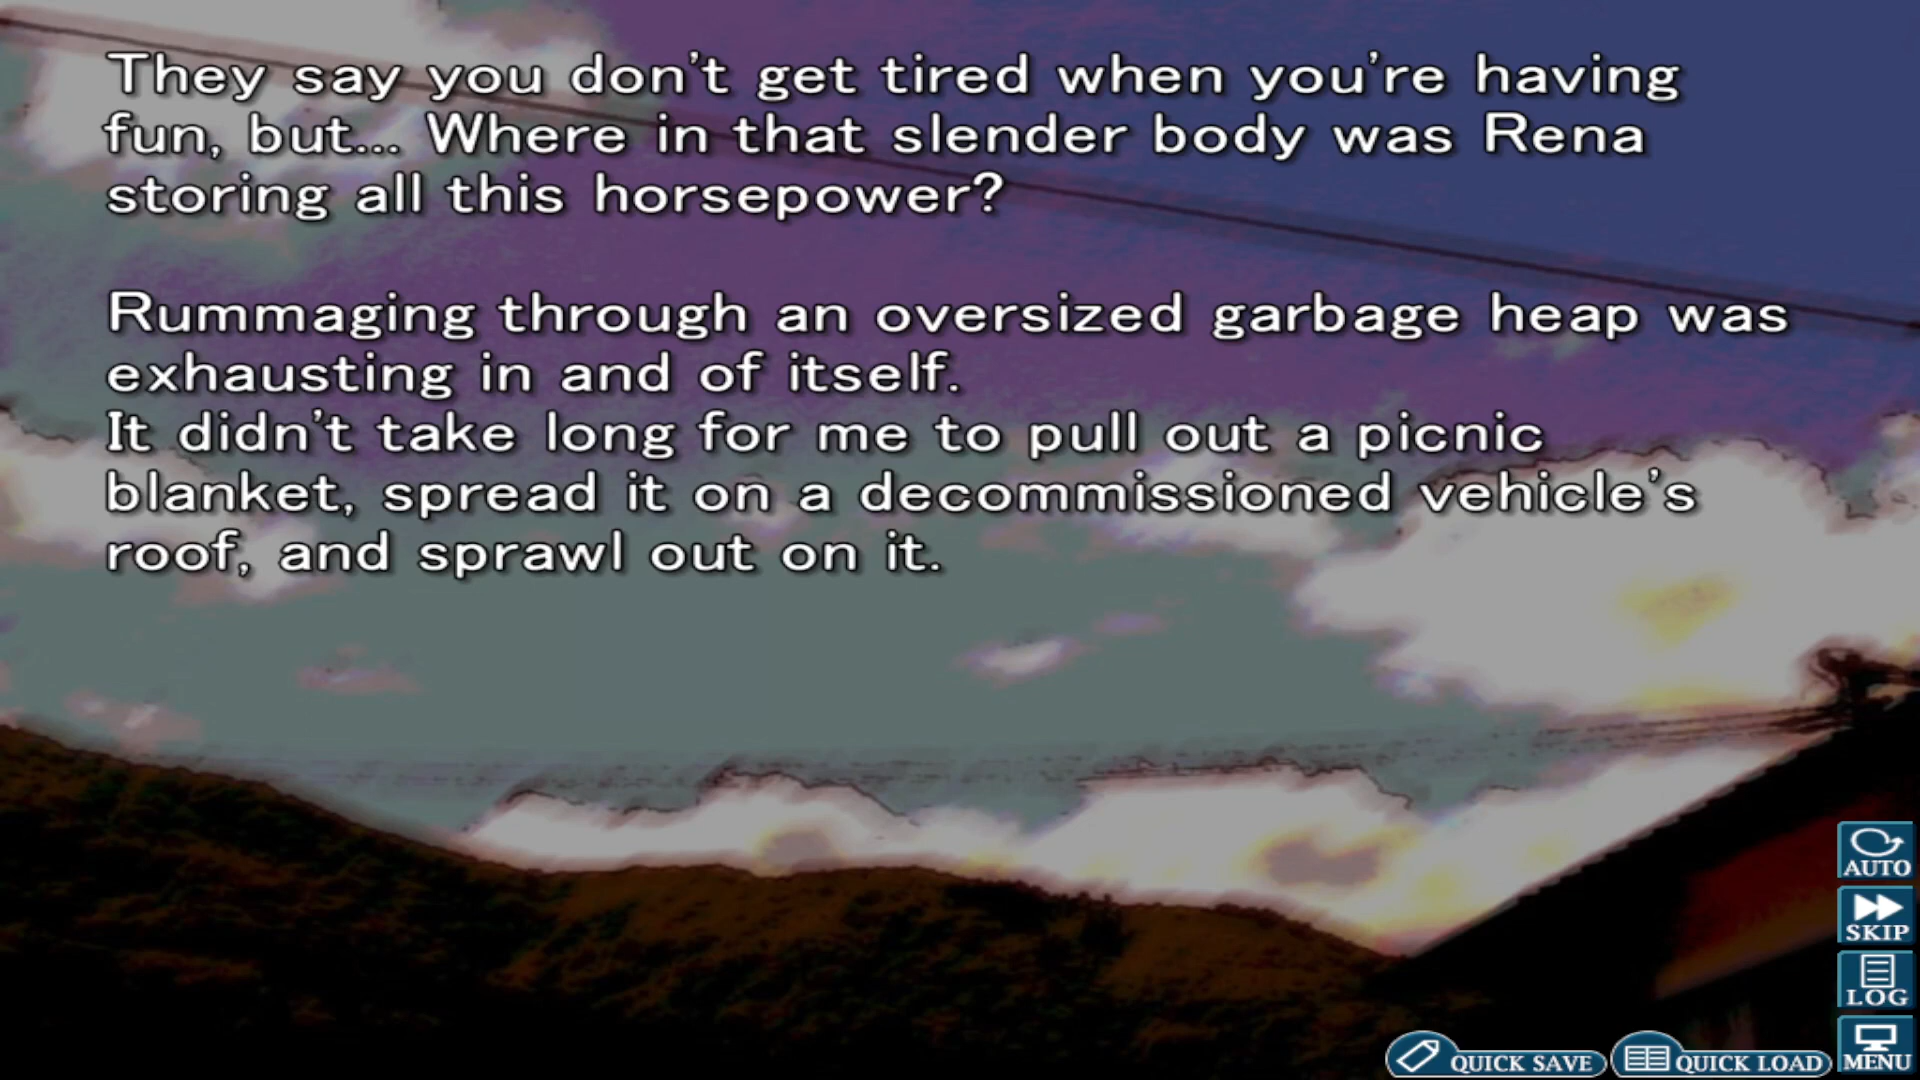 They say you don't get tired when you're having
fun, but... Where in that slender body was Rena
storing all this horsepower?
Rummaging through an oversized garbage heap was
exhausting in and of itself.
It didn't take long for me to pull out a picnic
blanket, spread it on a decommissioned vehicle's
roof, and sprawl out on it.
AUTO
SKIP
LOG
MENU
QUICK SAVE
QUICK LOAD